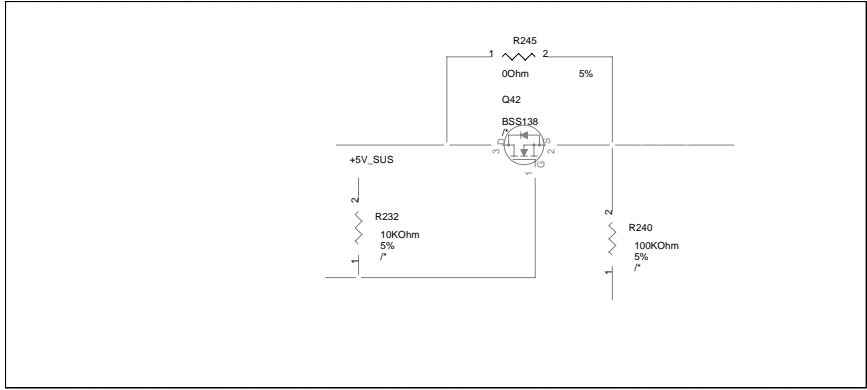 R245
1 2
0Ohm 5%
Q42
BSS138
/*
D S
3 2
G
1
+5V_SUS
2
R232
10KOhm
5%
/*
1
2
R240
100KOhm
5%
/*
1